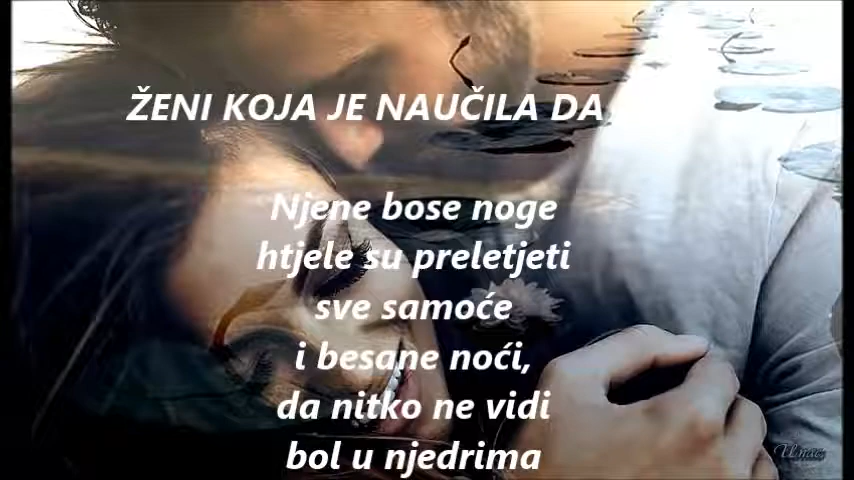 ŽENI KOJA JE NAUČILA DA
Njene bose noge
htjele su preletjeti
sve samoće
i besane noći,
da nitko ne vidi
bol u njedrima